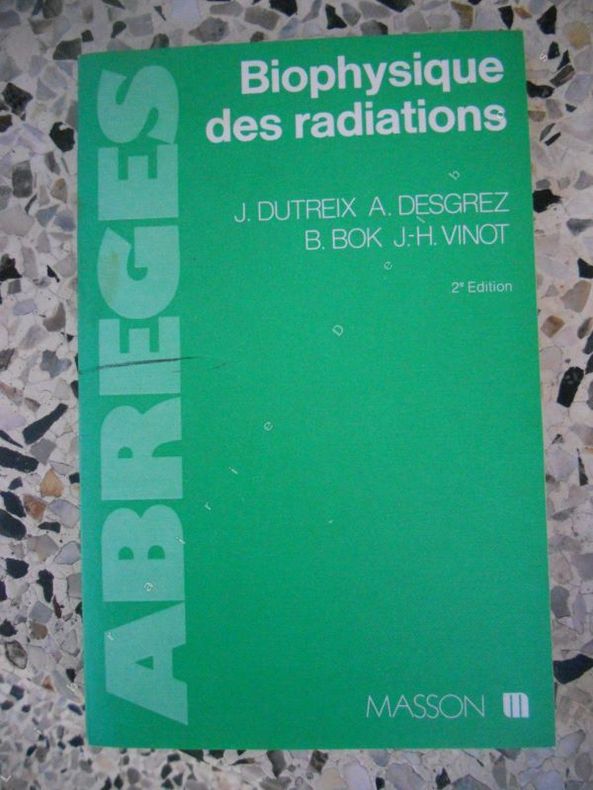 ABREGES
Biophysique
des radiations
J. DUTREIX A. DESGREZ
B. BOK J.-H. VINOT
2e Edition
MASSON m